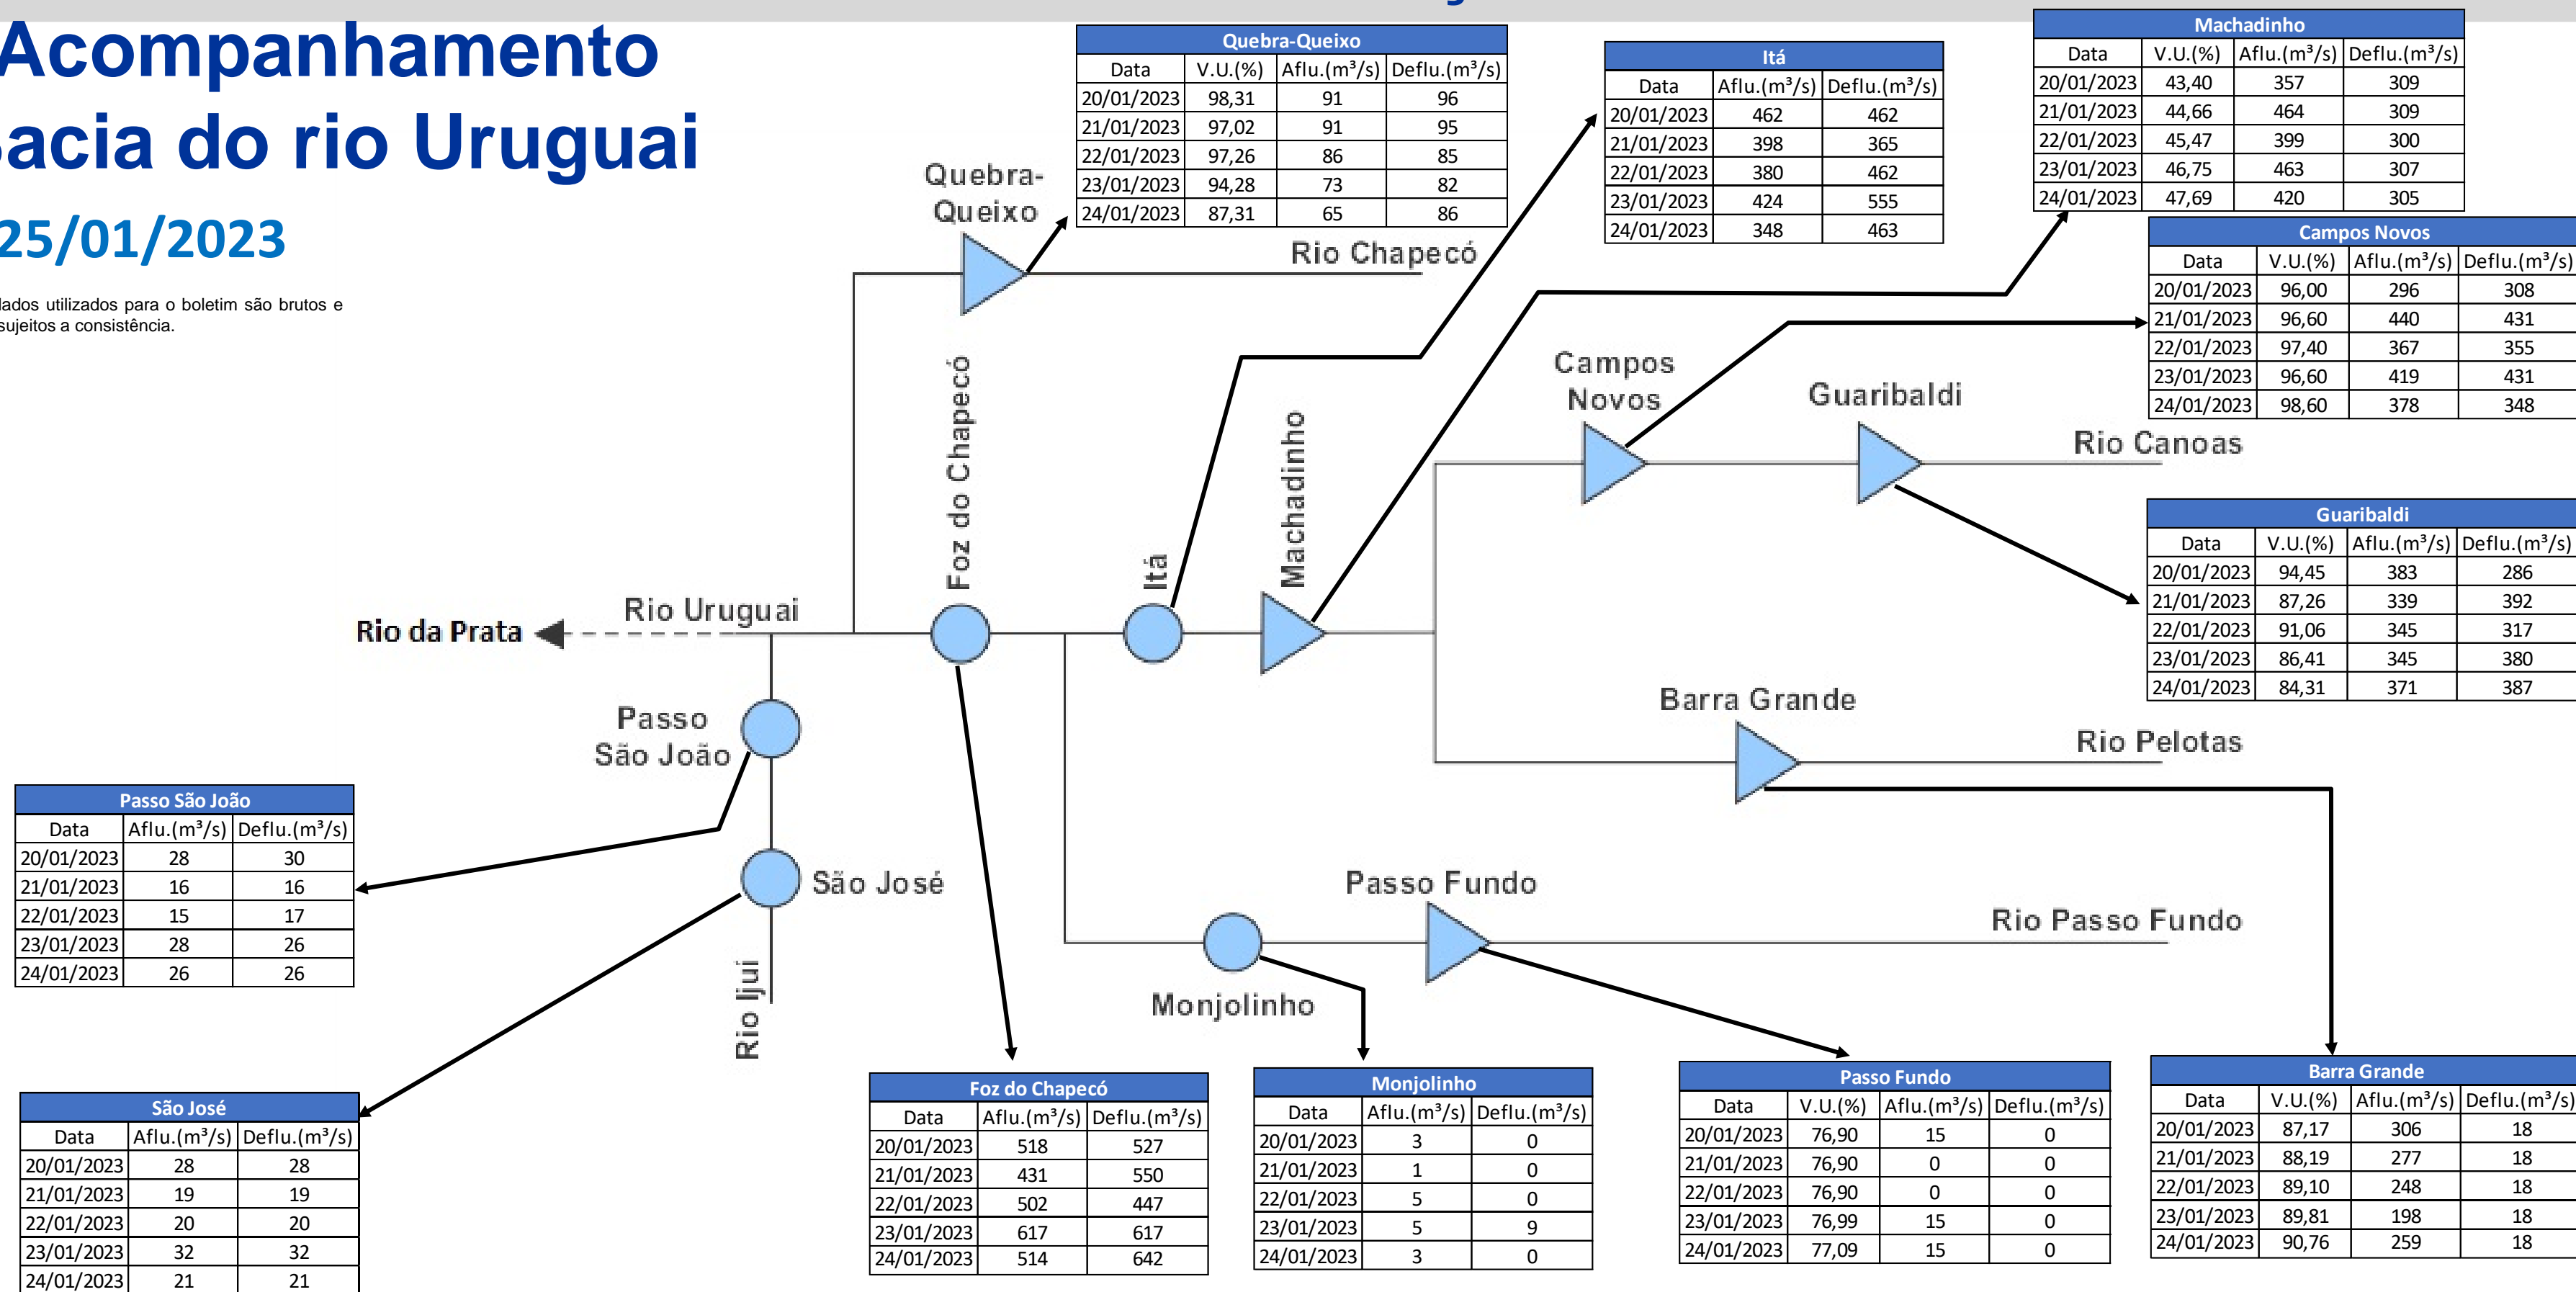 Acompanhamento
Bacia do rio Uruguai
25/01/2023
dados utilizados para o boletim são brutos e
sujeitos a consistência.
Quebra-Queixo
Data V.U.(%) Aflu.(m³/s) Deflu.(m³/s)
20/01/2023 98,31 91 96
21/01/2023 97,02 91 95
22/01/2023 97,26 86 85
23/01/2023 94,28 73 82
24/01/2023 87,31 65 86
Itá
Data Aflu.(m³/s) Deflu.(m³/s)
20/01/2023 462 462
21/01/2023 398 365
22/01/2023 380 462
23/01/2023 424 555
24/01/2023 348 463
Machadinho
Data V.U.(%) Aflu.(m³/s) Deflu.(m³/s)
20/01/2023 43,40 357 309
21/01/2023 44,66 464 309
22/01/2023 45,47 399 300
23/01/2023 46,75 463 307
24/01/2023 47,69 420 305
Campos Novos
Data V.U.(%) Aflu.(m³/s) Deflu.(m³/s)
20/01/2023 96,00 296 308
21/01/2023 96,60 440 431
22/01/2023 97,40 367 355
23/01/2023 96,60 419 431
24/01/2023 98,60 378 348
Quebra-
Queixo
Rio Chapecó
Foz do Chapecó
Itá
Machadinho
Campos
Novos
Guaribaldi
Rio Canoas
Guaribaldi
Data V.U.(%) Aflu.(m³/s) Deflu.(m³/s)
20/01/2023 94,45 383 286
21/01/2023 87,26 339 392
22/01/2023 91,06 345 317
23/01/2023 86,41 345 380
24/01/2023 84,31 371 387
Rio da Prata
Rio Uruguai
Barra Grande
Rio Pelotas
Passo
São João
São José
Rio Ijui
Passo Fundo
Rio Passo Fundo
Monjolinho
Passo São João
Data Aflu.(m³/s) Deflu.(m³/s)
20/01/2023 28 30
21/01/2023 16 16
22/01/2023 15 17
23/01/2023 28 26
24/01/2023 26 26
São José
Data Aflu.(m³/s) Deflu.(m³/s)
20/01/2023 28 28
21/01/2023 19 19
22/01/2023 20 20
23/01/2023 32 32
24/01/2023 21 21
Foz do Chapecó
Data Aflu.(m³/s) Deflu.(m³/s)
20/01/2023 518 527
21/01/2023 431 550
22/01/2023 502 447
23/01/2023 617 617
24/01/2023 514 642
Monjolinho
Data Aflu.(m³/s) Deflu.(m³/s)
20/01/2023 3 0
21/01/2023 1 0
22/01/2023 5 0
23/01/2023 5 9
24/01/2023 3 0
Passo Fundo
Data V.U.(%) Aflu.(m³/s) Deflu.(m³/s)
20/01/2023 76,90 15 0
21/01/2023 76,90 0 0
22/01/2023 76,90 0 0
23/01/2023 76,99 15 0
24/01/2023 77,09 15 0
Barra Grande
Data V.U.(%) Aflu.(m³/s) Deflu.(m³/s)
20/01/2023 87,17 306 18
21/01/2023 88,19 277 18
22/01/2023 89,10 248 18
23/01/2023 89,81 198 18
24/01/2023 90,76 259 18